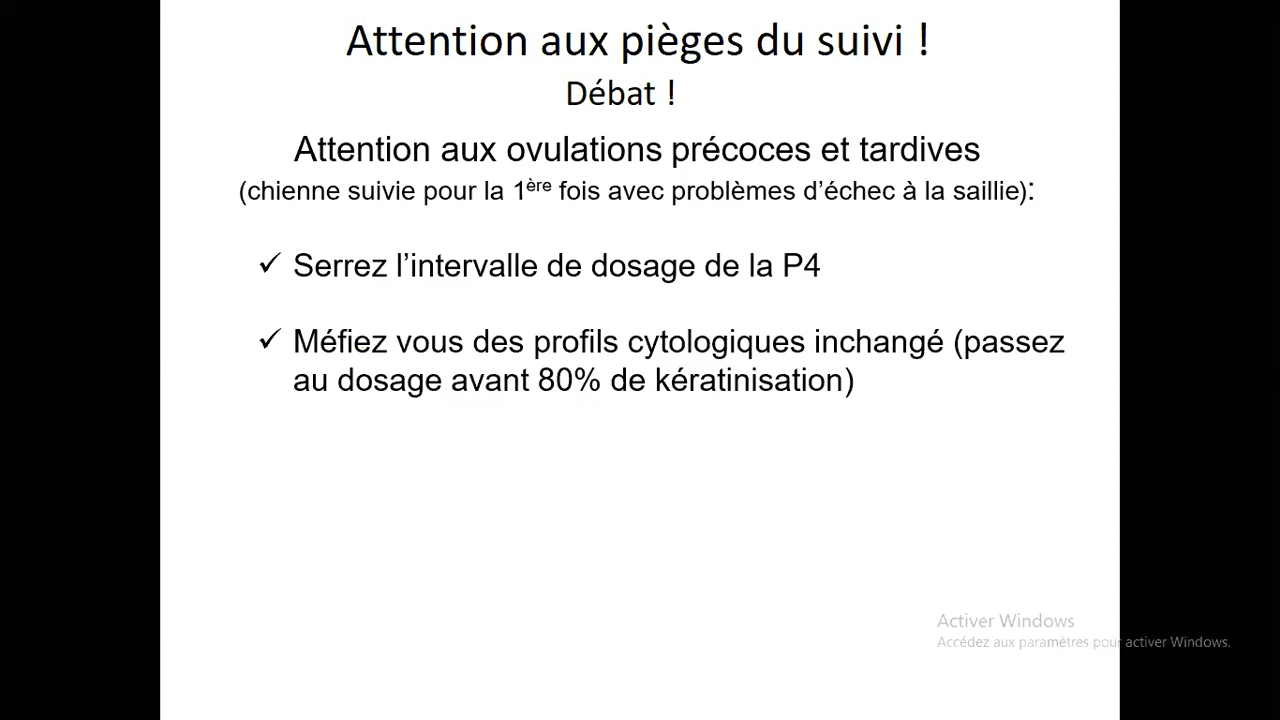 Attention aux pièges du suivi !
Débat !
Attention aux ovulations précoces et tardives
(chienne suivie pour la 1ère fois avec problèmes d’échec à la saillie):
✓ Serrez l’intervalle de dosage de la P4
✓ Méfiez vous des profils cytologiques inchangé (passez
au dosage avant 80% de kératinisation)
Activer Windows
Accédez aux paramètres pour activer Windows.